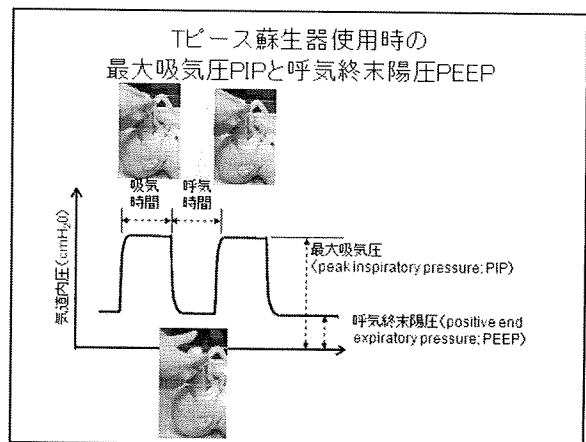 Tピース蘇生器使用時の
最大吸気圧PIPと呼気終末陽圧PEEP
吸気
時間
呼気
時間
気道内圧(cmH₂O)
最大吸気圧
(peak inspiratory pressure: PIP)
呼気終末陽圧(positive end
expiratory pressure: PEEP)